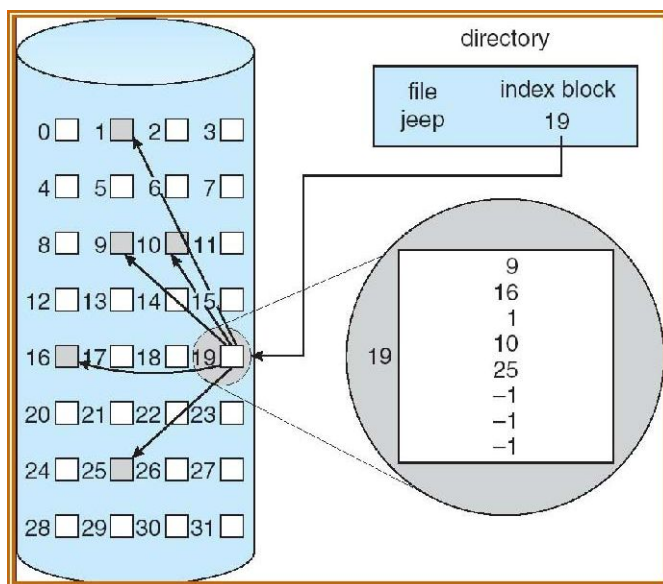 directory
file index block
jeep 19
0 1 2 3
4 5 6 7
8 9 10 11
12 13 14 15
16 17 18 19
20 21 22 23
24 25 26 27
28 29 30 31
19
9
16
1
10
25
–1
–1
–1